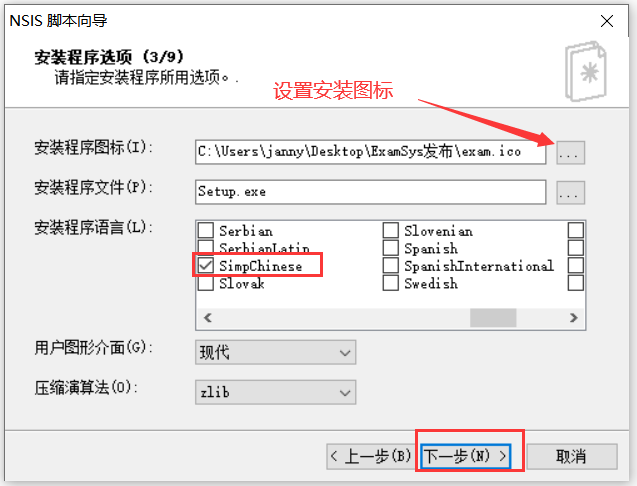 NSIS 脚本向导
安装程序选项 (3/9)
请指定安装程序所用选项。.
设置安装图标
安装程序图标(I):
C:\Users\janny\Desktop\ExamSys发布\exam.ico
...
安装程序文件(P):
Setup.exe
...
安装程序语言(L):
Serbian
Slovenian
SerbianLatin
Spanish
SimpChinese
SpanishInternational
Slovak
Swedish
用户图形介面(G):
现代
压缩演算法(O):
zlib
< 上一步(B)
下一步(N) >
取消